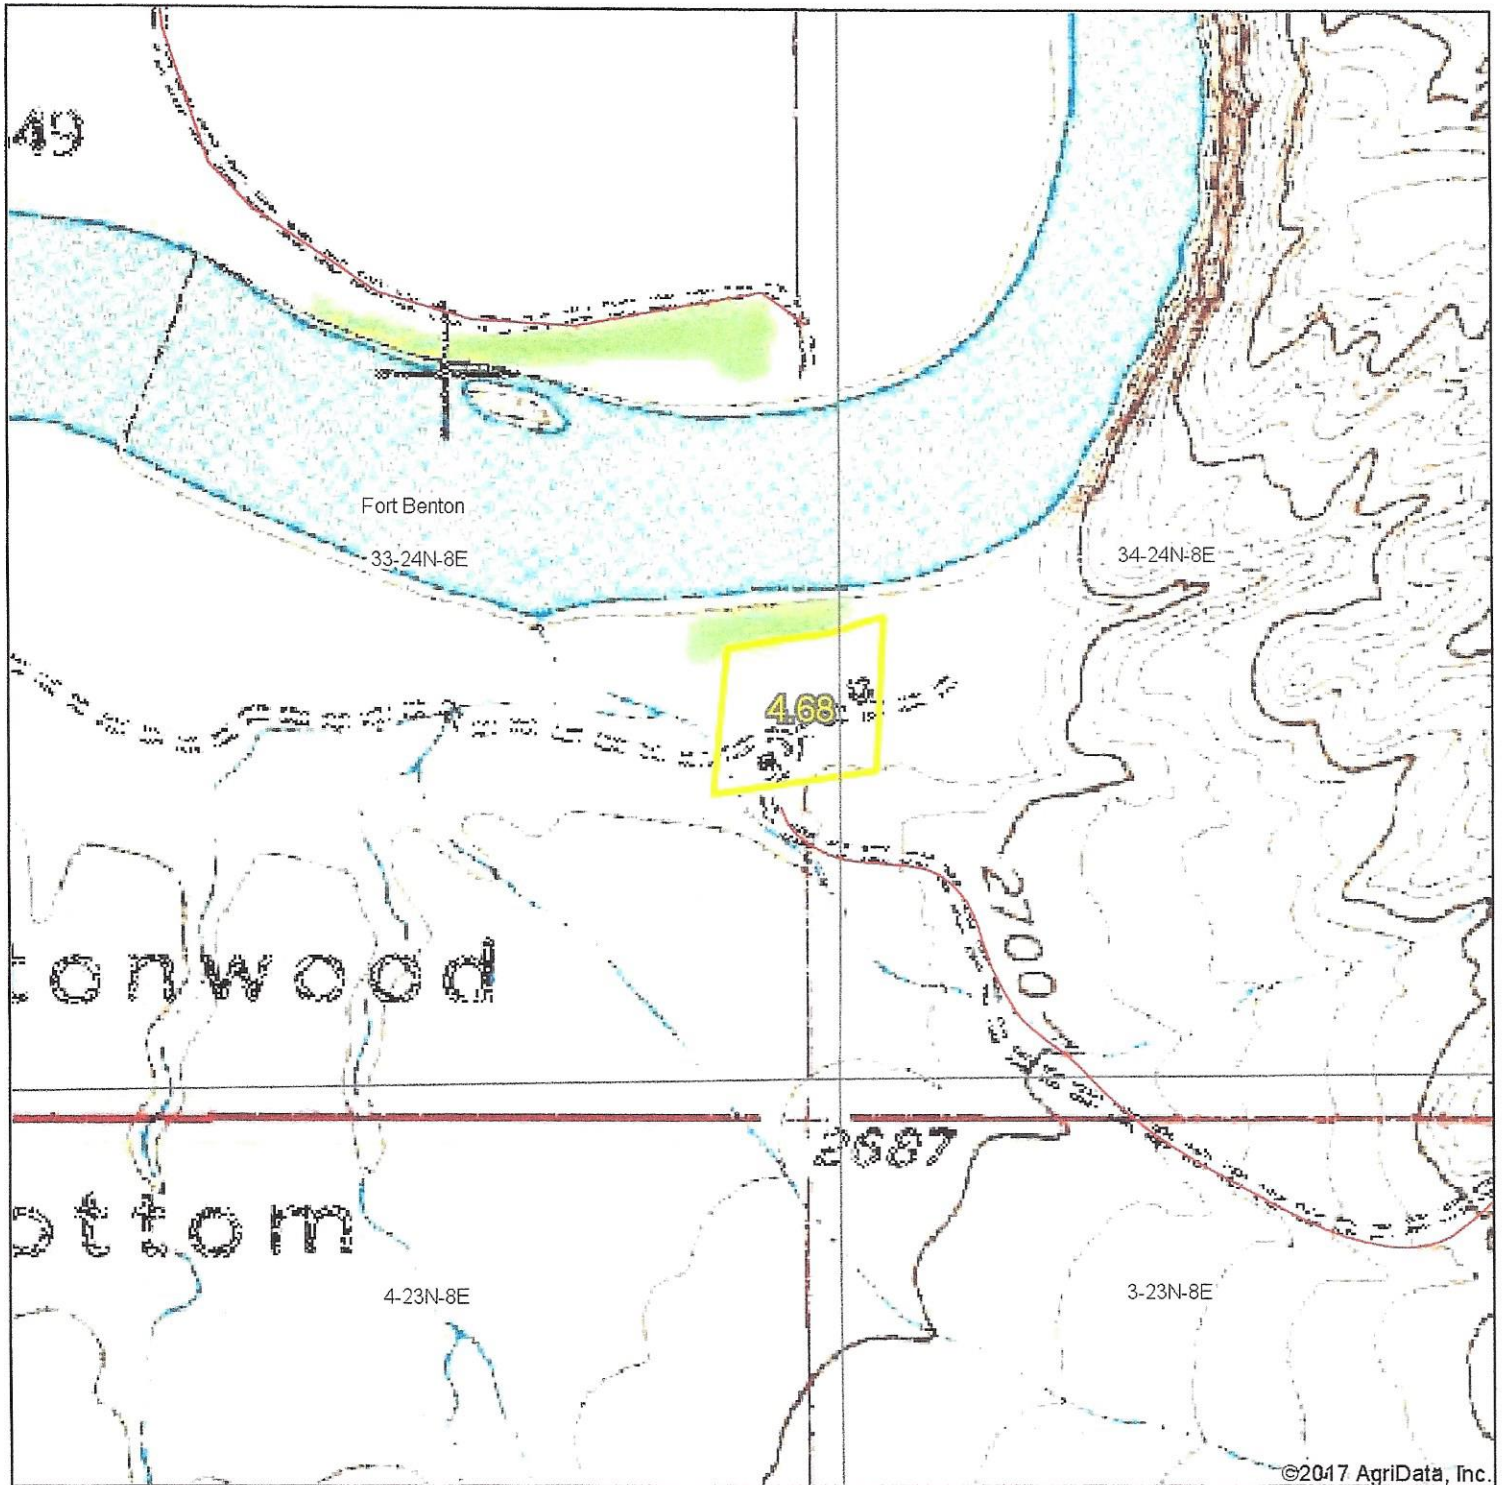 49
Fort Benton
33-24N-8E
34-24N-8E
4.68
2700
tonwood
2687
ottom
4-23N-8E
3-23N-8E
©2017 AgriData, Inc.